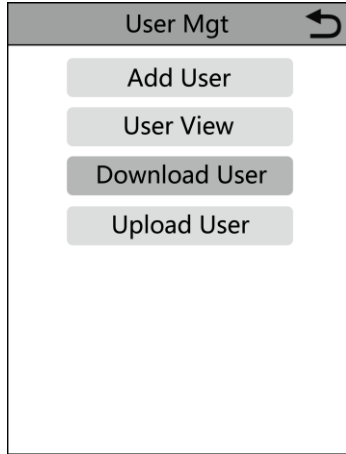 User Mgt
Add User
User View
Download User
Upload User